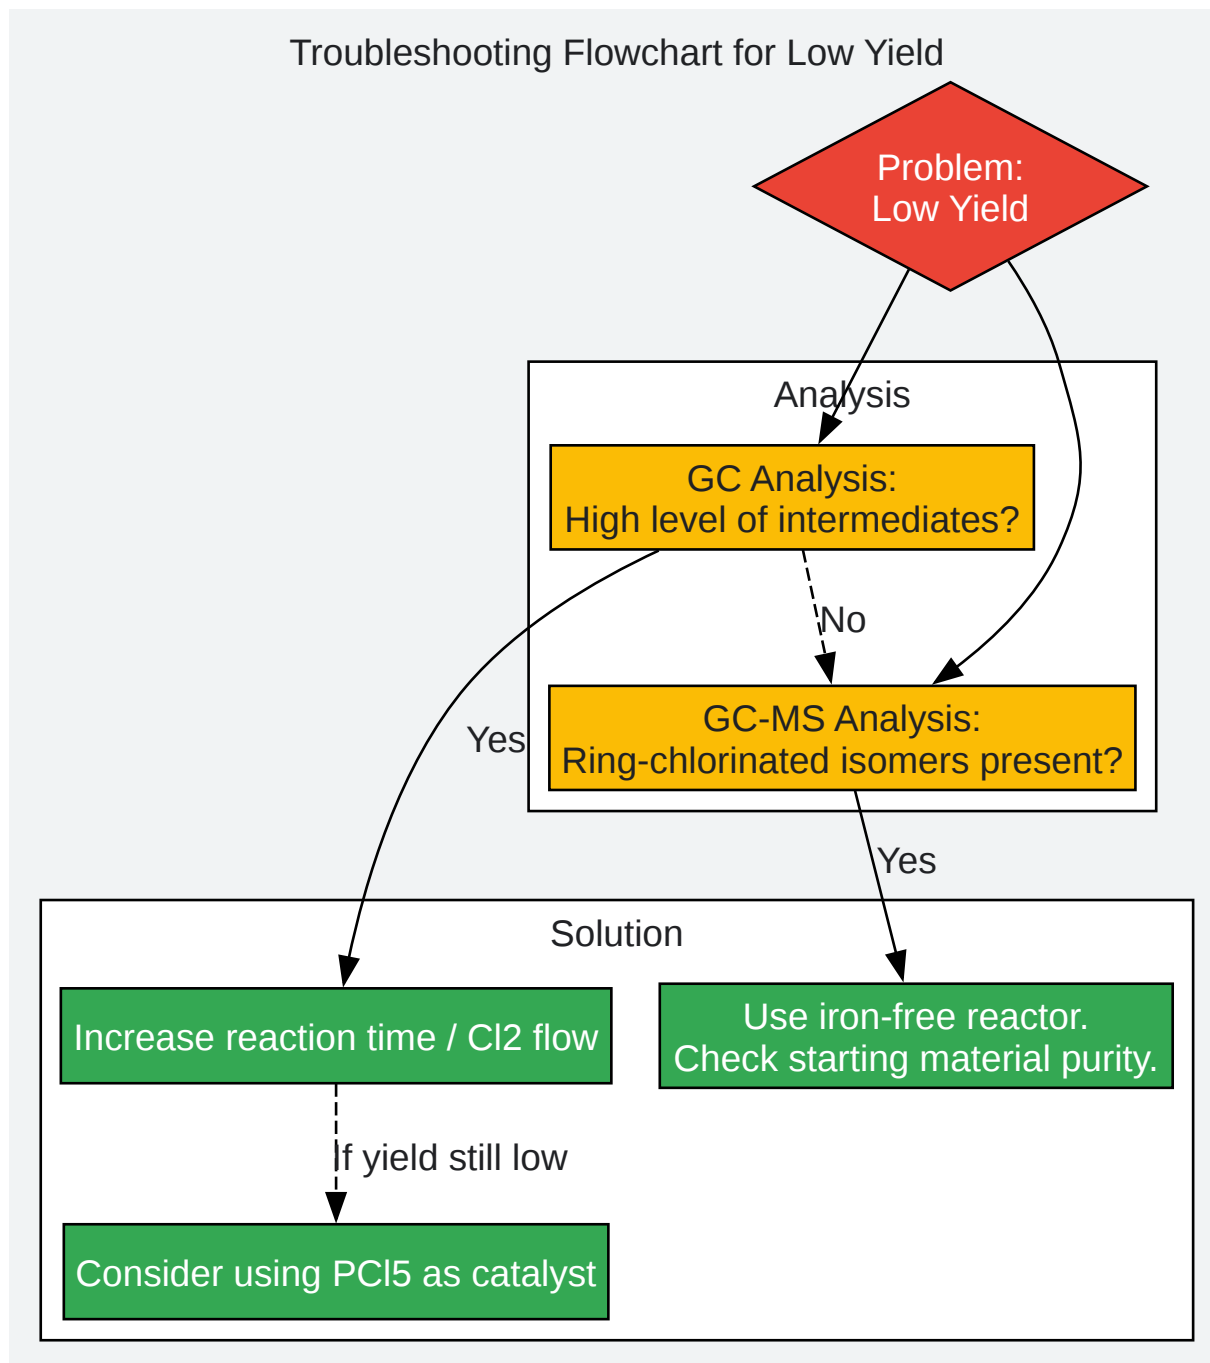 Troubleshooting Flowchart for Low Yield
Problem:
Low Yield
Analysis
GC Analysis:
High level of intermediates?
No
GC-MS Analysis:
Ring-chlorinated isomers present?
Yes
Yes
Solution
Increase reaction time / Cl2 flow
Use iron-free reactor.
Check starting material purity.
If yield still low
Consider using PCl5 as catalyst